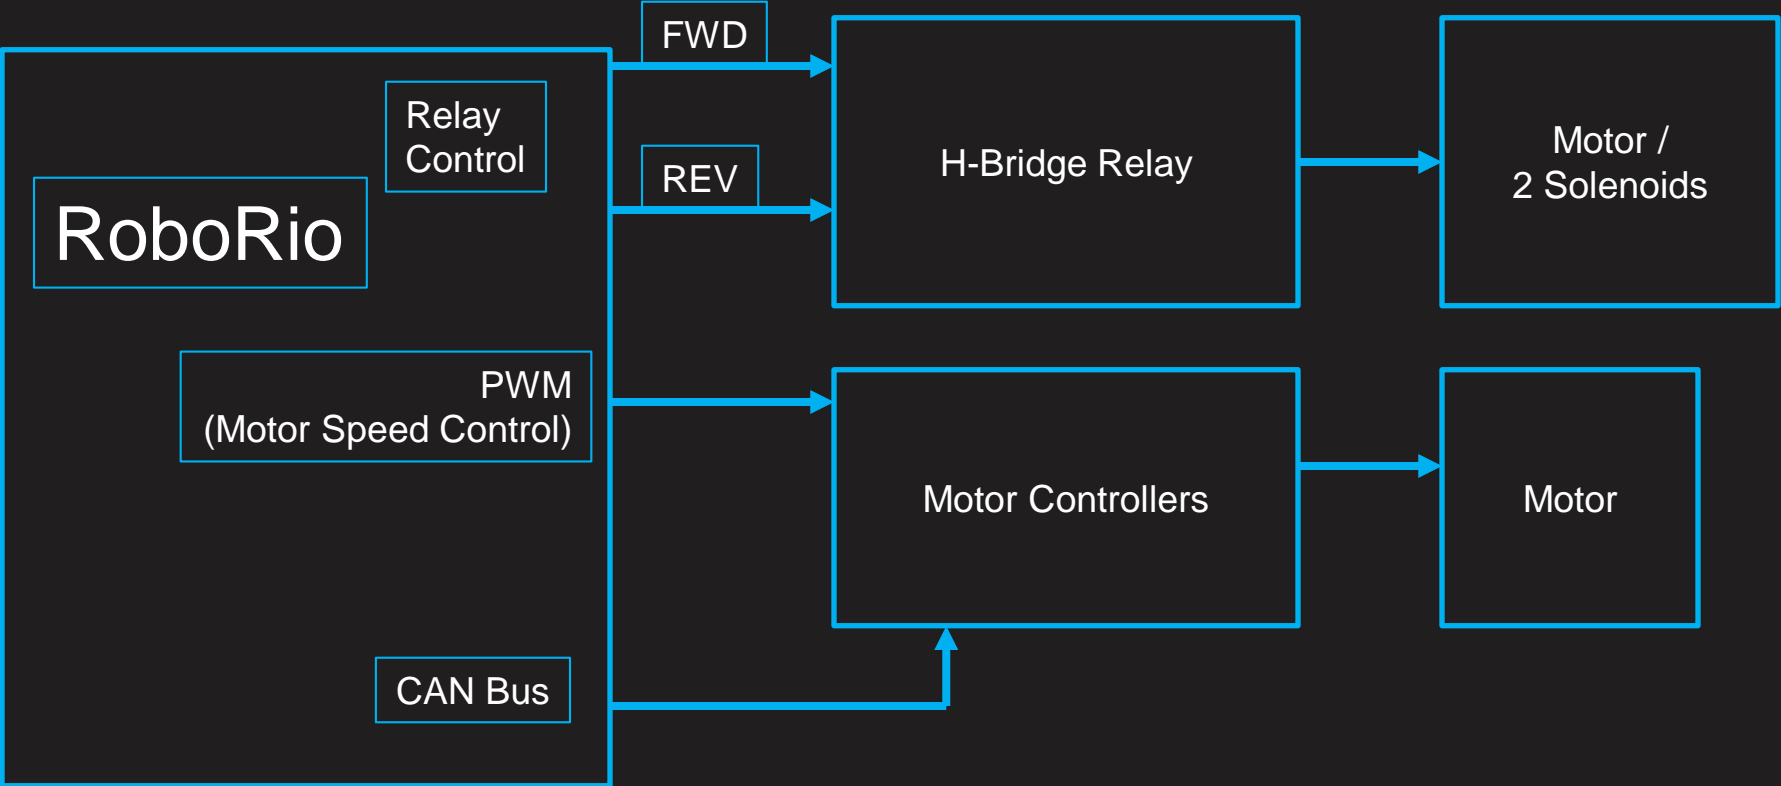 FWD
Relay
Control
REV
RoboRio
H-Bridge Relay
Motor /
2 Solenoids
PWM
(Motor Speed Control)
Motor Controllers
Motor
CAN Bus